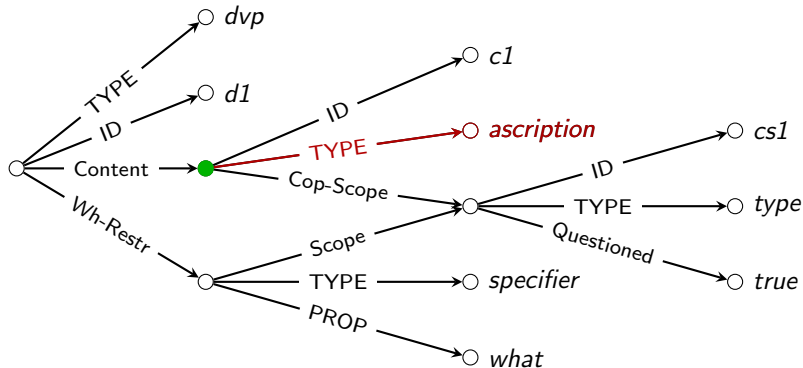 dvp
TYPE
c1
d1
ID
ID
ascription
cs1
TYPE
ID
Content
Cop-Scope
type
TYPE
Wh-Restr
Scope
Questioned
specifier
true
TYPE
PROP
what